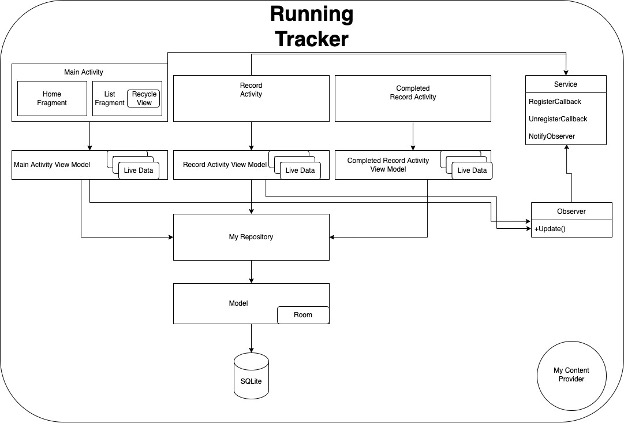 Running
Tracker
Main Activity
Home
Fragment
List
Fragment
Recycle
View
Record
Activity
Completed
Record Activity
Service
RegisterCallback
UnregisterCallback
NotifyObserver
Main Activity View Model
Live Data
Record Activity View Model
Live Data
Completed Record Activity
View Model
Live Data
Observer
+Update()
My Repository
Model
Room
SQLite
My Content
Provider